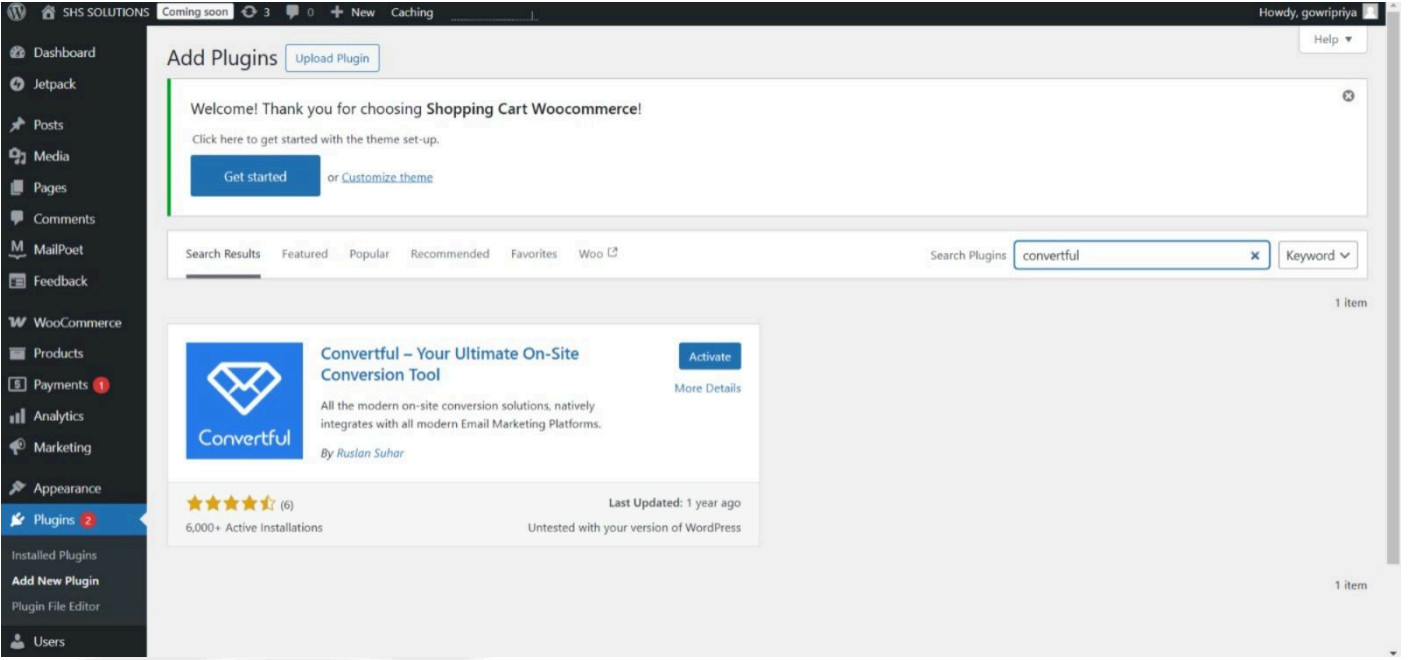 SHS SOLUTIONS Coming soon 3 0 New Caching Howdy, gowripriya
Help
Dashboard
Jetpack
Posts
Media
Pages
Comments
MailPoet
Feedback
WooCommerce
Products
Payments 1
Analytics
Marketing
Appearance
Plugins 2
Installed Plugins
Add New Plugin
Plugin File Editor
Users
Add Plugins Upload Plugin
Welcome! Thank you for choosing Shopping Cart Woocommerce!
Click here to get started with the theme set-up.
Get started or Customize theme
Search Results Featured Popular Recommended Favorites Woo Search Plugins convertful Keyword
1 item
Convertful
Convertful – Your Ultimate On-Site
Conversion Tool
Activate
More Details
All the modern on-site conversion solutions, natively
integrates with all modern Email Marketing Platforms.
By Ruslan Suhar
(6)
6,000+ Active Installations
Last Updated: 1 year ago
Untested with your version of WordPress
1 item